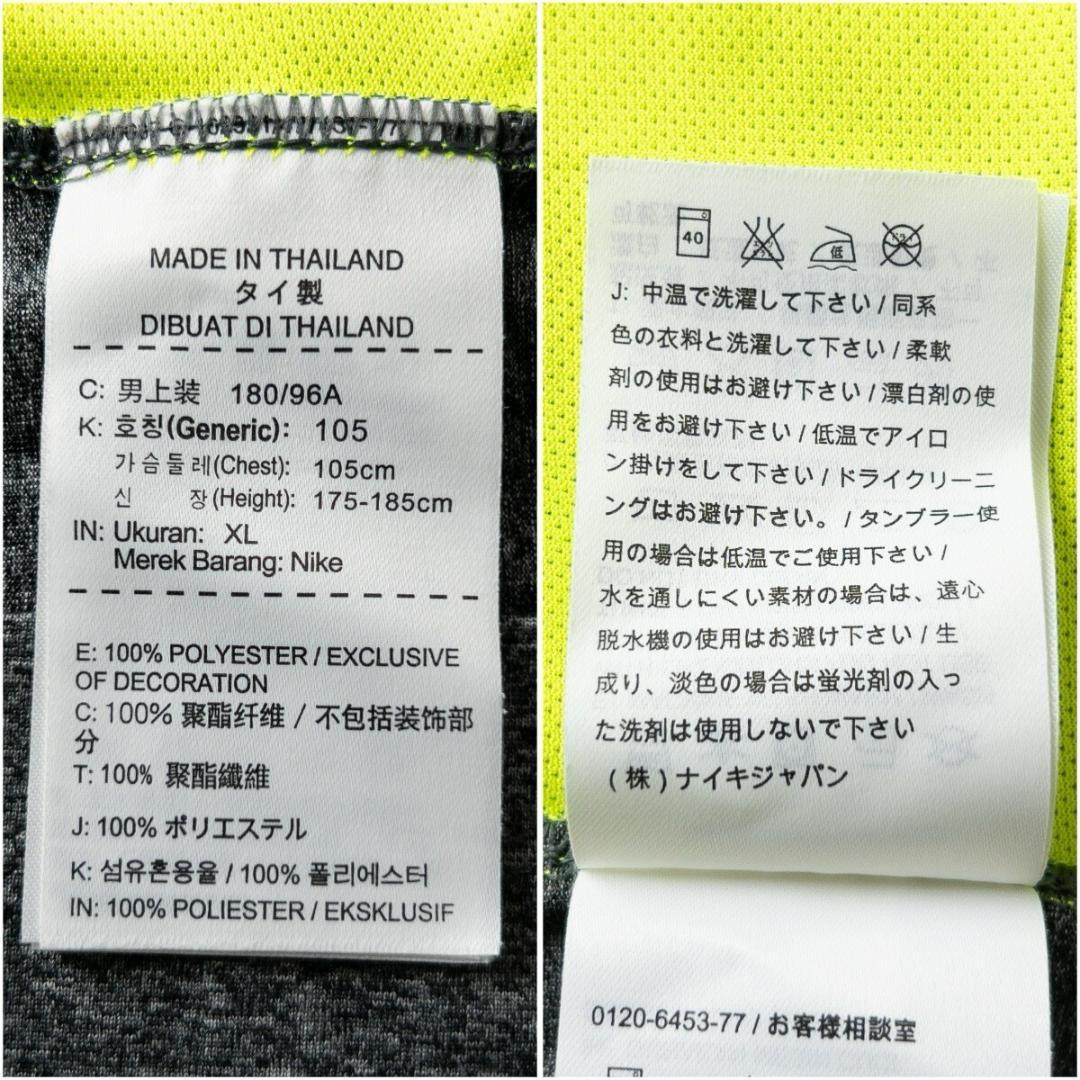 MADE IN THAILAND
タイ製
DIBUAT DI THAILAND
C: 男上装 180/96A
K: 호칭(Generic): 105
가슴둘레(Chest): 105cm
신 장(Height): 175-185cm
IN: Ukuran: XL
Merek Barang: Nike
E: 100% POLYESTER / EXCLUSIVE
OF DECORATION
C: 100% 聚酯纤维 / 不包括装饰部
分
T: 100% 聚酯纖維
J: 100% ポリエステル
K: 섬유혼용율 / 100% 폴리에스터
IN: 100% POLIESTER / EKSKLUSIF
40
低
J: 中温で洗濯して下さい / 同系
色の衣料と洗濯して下さい / 柔軟
剤の使用はお避け下さい / 漂白剤の使
用をお避け下さい / 低温でアイロ
ン掛けをして下さい / ドライクリーニ
ングはお避け下さい。 / タンブラー使
用の場合は低温でご使用下さい /
水を通しにくい素材の場合は、遠心
脱水機の使用はお避け下さい / 生
成り、淡色の場合は蛍光剤の入っ
た洗剤は使用しないで下さい
(株) ナイキジャパン
0120-6453-77 / お客様相談室